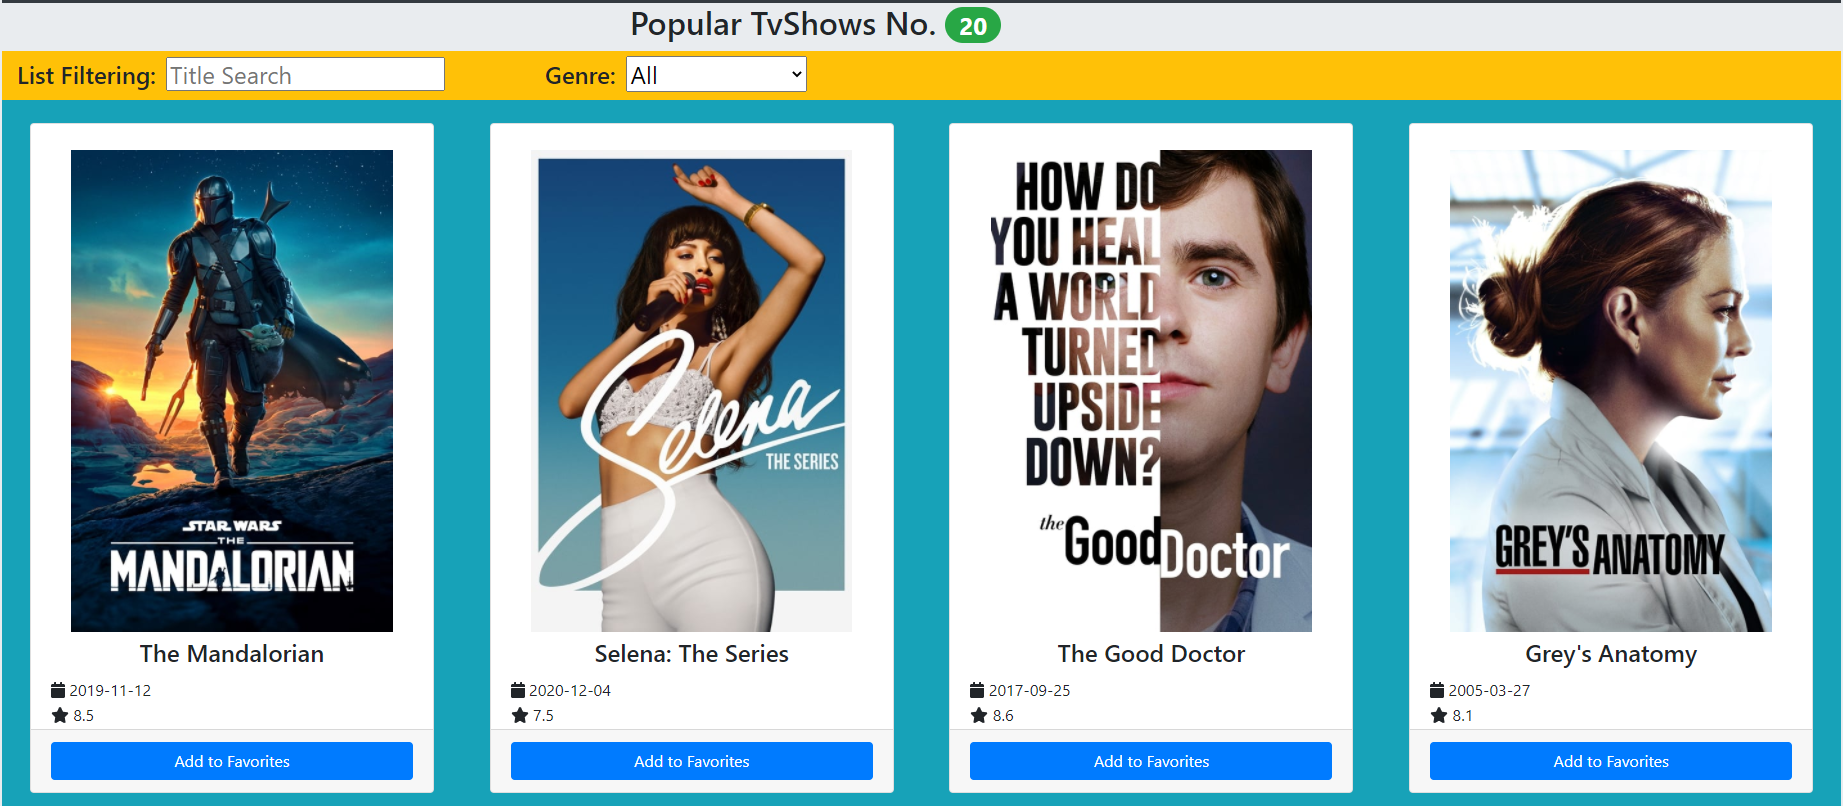 Popular TvShows No. 20
List Filtering: Title Search Genre: All
STAR WARS
THE
MANDALORIAN
The Mandalorian
2019-11-12
8.5
Add to Favorites
Selena
THE SERIES
Selena: The Series
2020-12-04
7.5
Add to Favorites
HOW DO
YOU HEAL
A WORLD
TURNED
UPSIDE
DOWN?
the Good Doctor
The Good Doctor
2017-09-25
8.6
Add to Favorites
GREY'S ANATOMY
Grey's Anatomy
2005-03-27
8.1
Add to Favorites